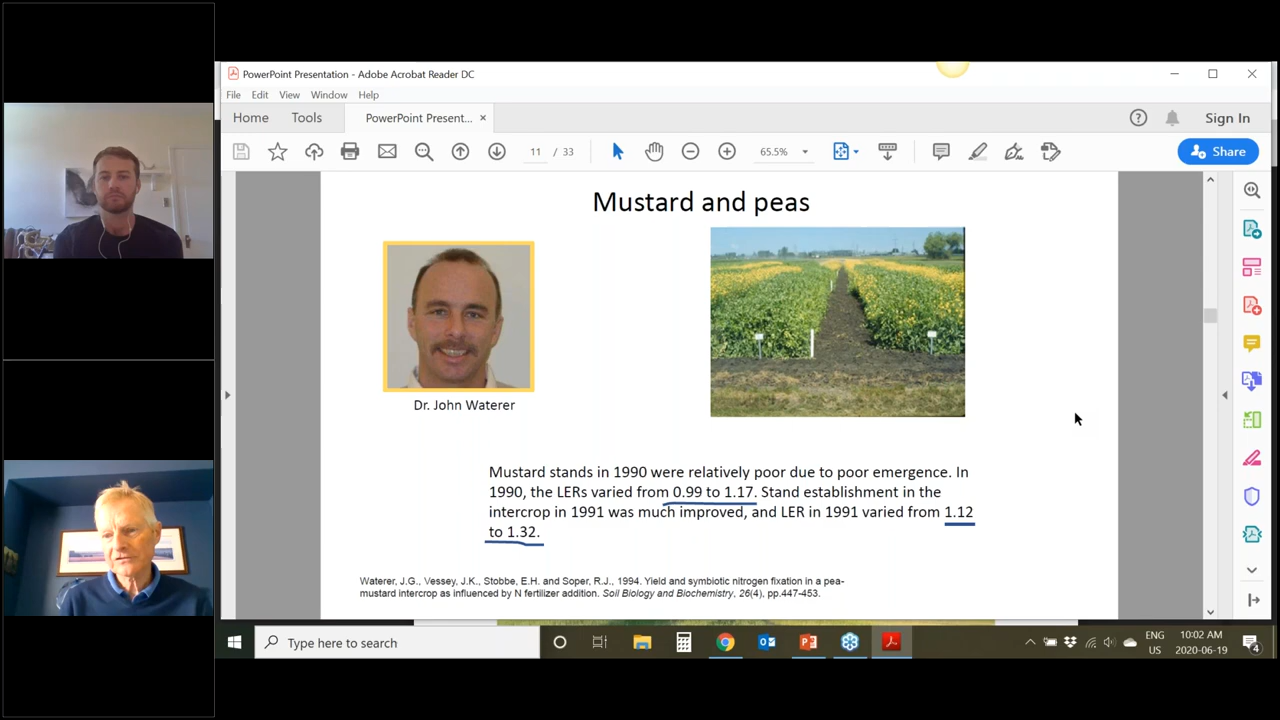 PowerPoint Presentation - Adobe Acrobat Reader DC
File Edit View Window Help
Home Tools PowerPoint Present... ×
Sign In
11 / 33
65.5%
Share
Mustard and peas
Dr. John Waterer
Mustard stands in 1990 were relatively poor due to poor emergence. In
1990, the LERs varied from 0.99 to 1.17. Stand establishment in the
intercrop in 1991 was much improved, and LER in 1991 varied from 1.12
to 1.32.
Waterer, J.G., Vessey, J.K., Stobbe, E.H. and Soper, R.J., 1994. Yield and symbiotic nitrogen fixation in a pea-
mustard intercrop as influenced by N fertilizer addition. Soil Biology and Biochemistry, 26(4), pp.447-453.
Type here to search
ENG
US
10:02 AM
2020-06-19
4